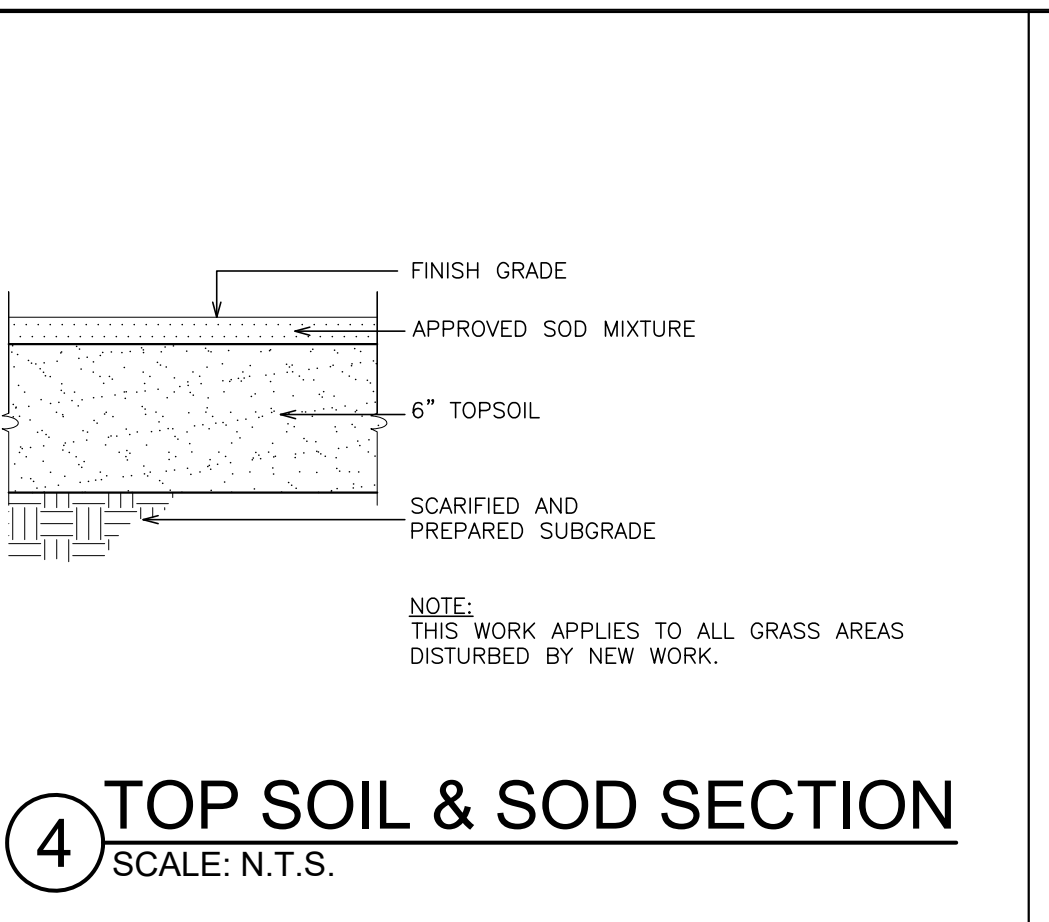 FINISH GRADE
APPROVED SOD MIXTURE
6” TOPSOIL
SCARIFIED AND
PREPARED SUBGRADE
NOTE:
THIS WORK APPLIES TO ALL GRASS AREAS
DISTURBED BY NEW WORK.
4 TOP SOIL & SOD SECTION
SCALE: N.T.S.